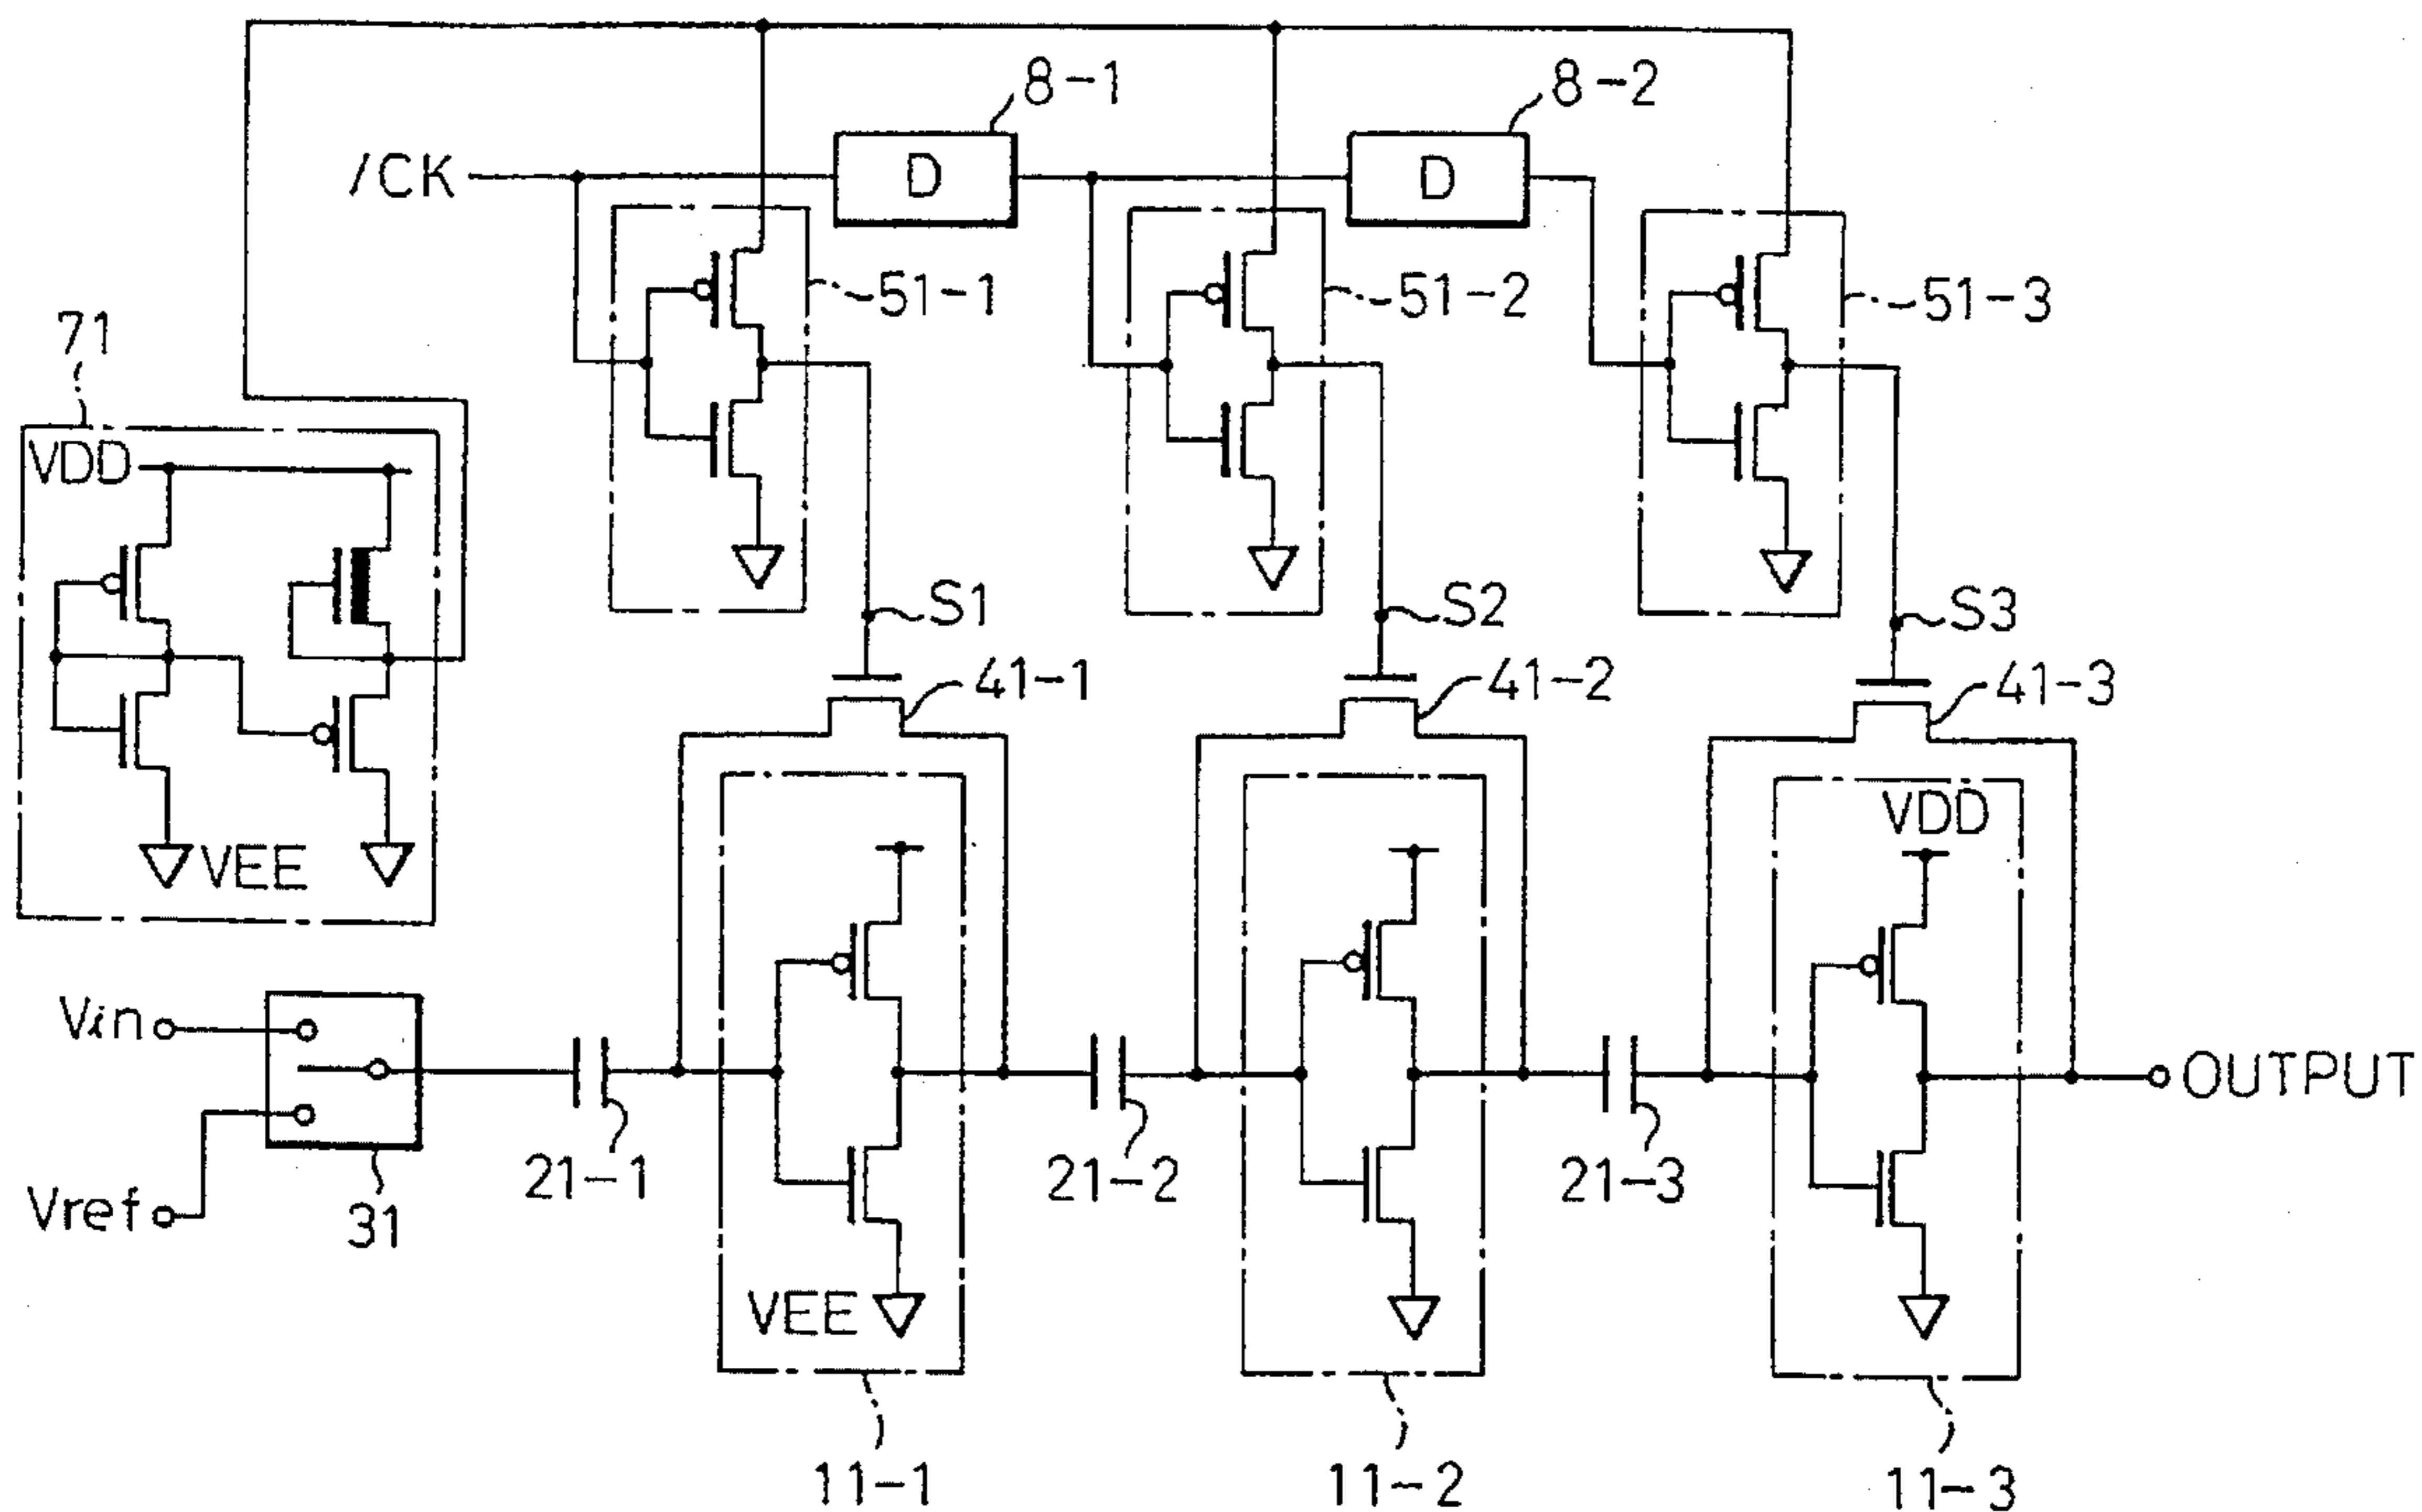 8-1
8-2
/CK
D
D
51-1
51-2
51-3
71
VDD
S1
S2
S3
41-1
41-2
41-3
VDD
VEE
Vin
OUTPUT
21-1
21-2
21-3
Vref
31
VEE
11-1
11-2
11-3